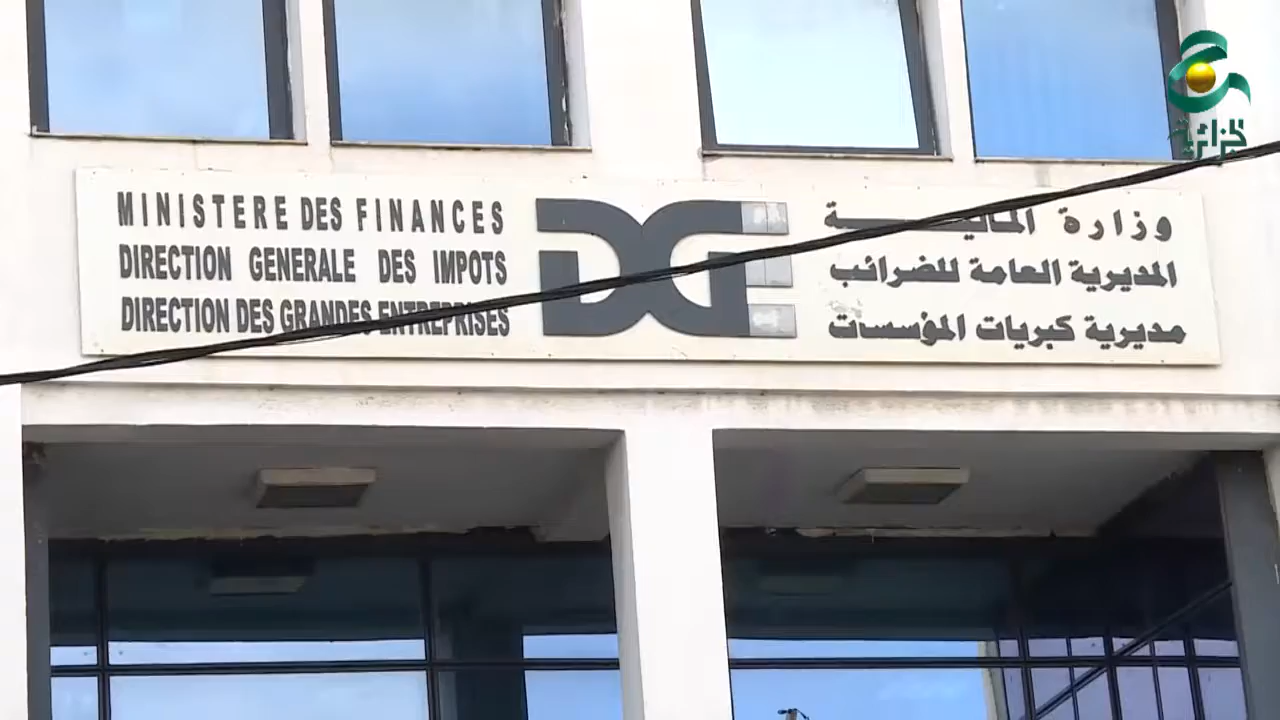 MINISTERE DES FINANCES
DIRECTION GENERALE DES IMPOTS
DIRECTION DES GRANDES ENTREPRISES
DGE
وزارة المالية
المديرية العامة للضرائب
مديرية كبريات المؤسسات
الجزائرية